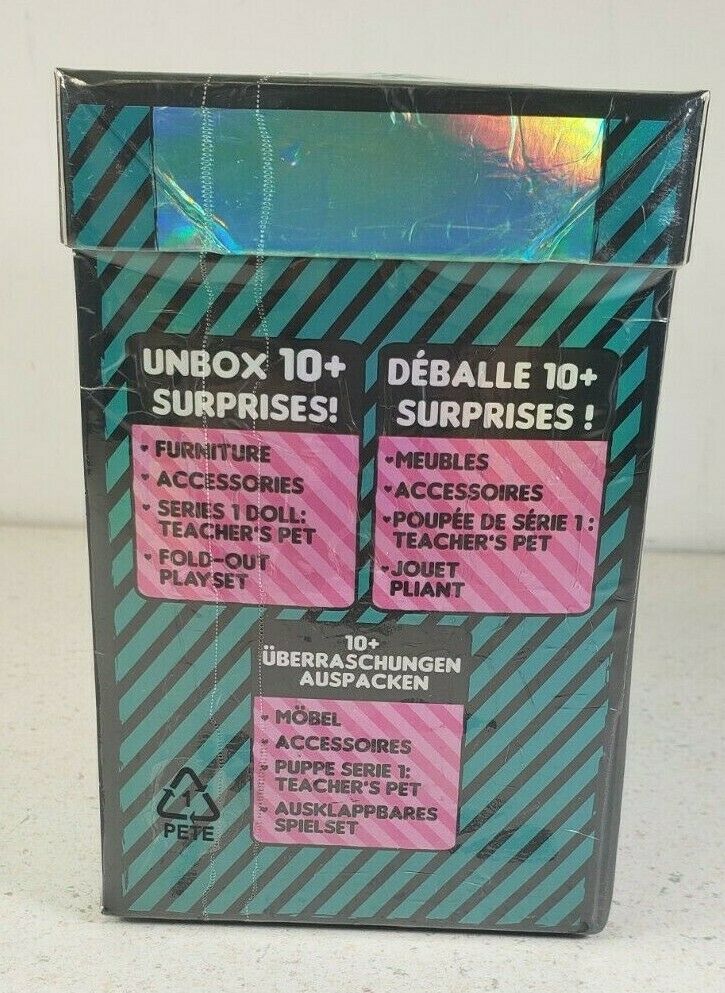 UNBOX 10+
SURPRISES!
• FURNITURE
• ACCESSORIES
• SERIES 1 DOLL:
TEACHER'S PET
• FOLD-OUT
PLAYSET
DÉBALLE 10+
SURPRISES !
• MEUBLES
• ACCESSOIRES
• POUPÉE DE SÉRIE 1 :
TEACHER'S PET
• JOUET
PLIANT
10+
ÜBERRASCHUNGEN
AUSPACKEN
• MÖBEL
• ACCESSOIRES
• PUPPE SERIE 1:
TEACHER'S PET
• AUSKLAPPBARES
SPIELSET
1
PETE